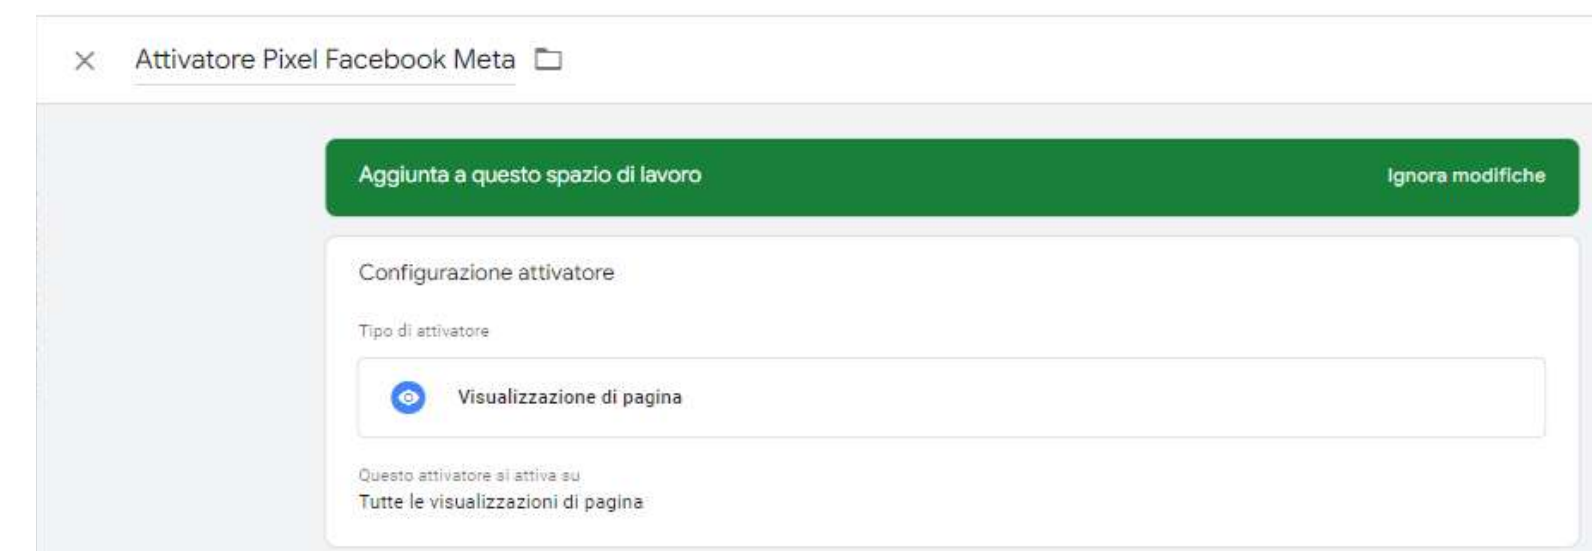 Attivatore Pixel Facebook Meta
Aggiunta a questo spazio di lavoro Ignora modifiche
Configurazione attivatore
Tipo di attivatore
Visualizzazione di pagina
Questo attivatore si attiva su
Tutte le visualizzazioni di pagina